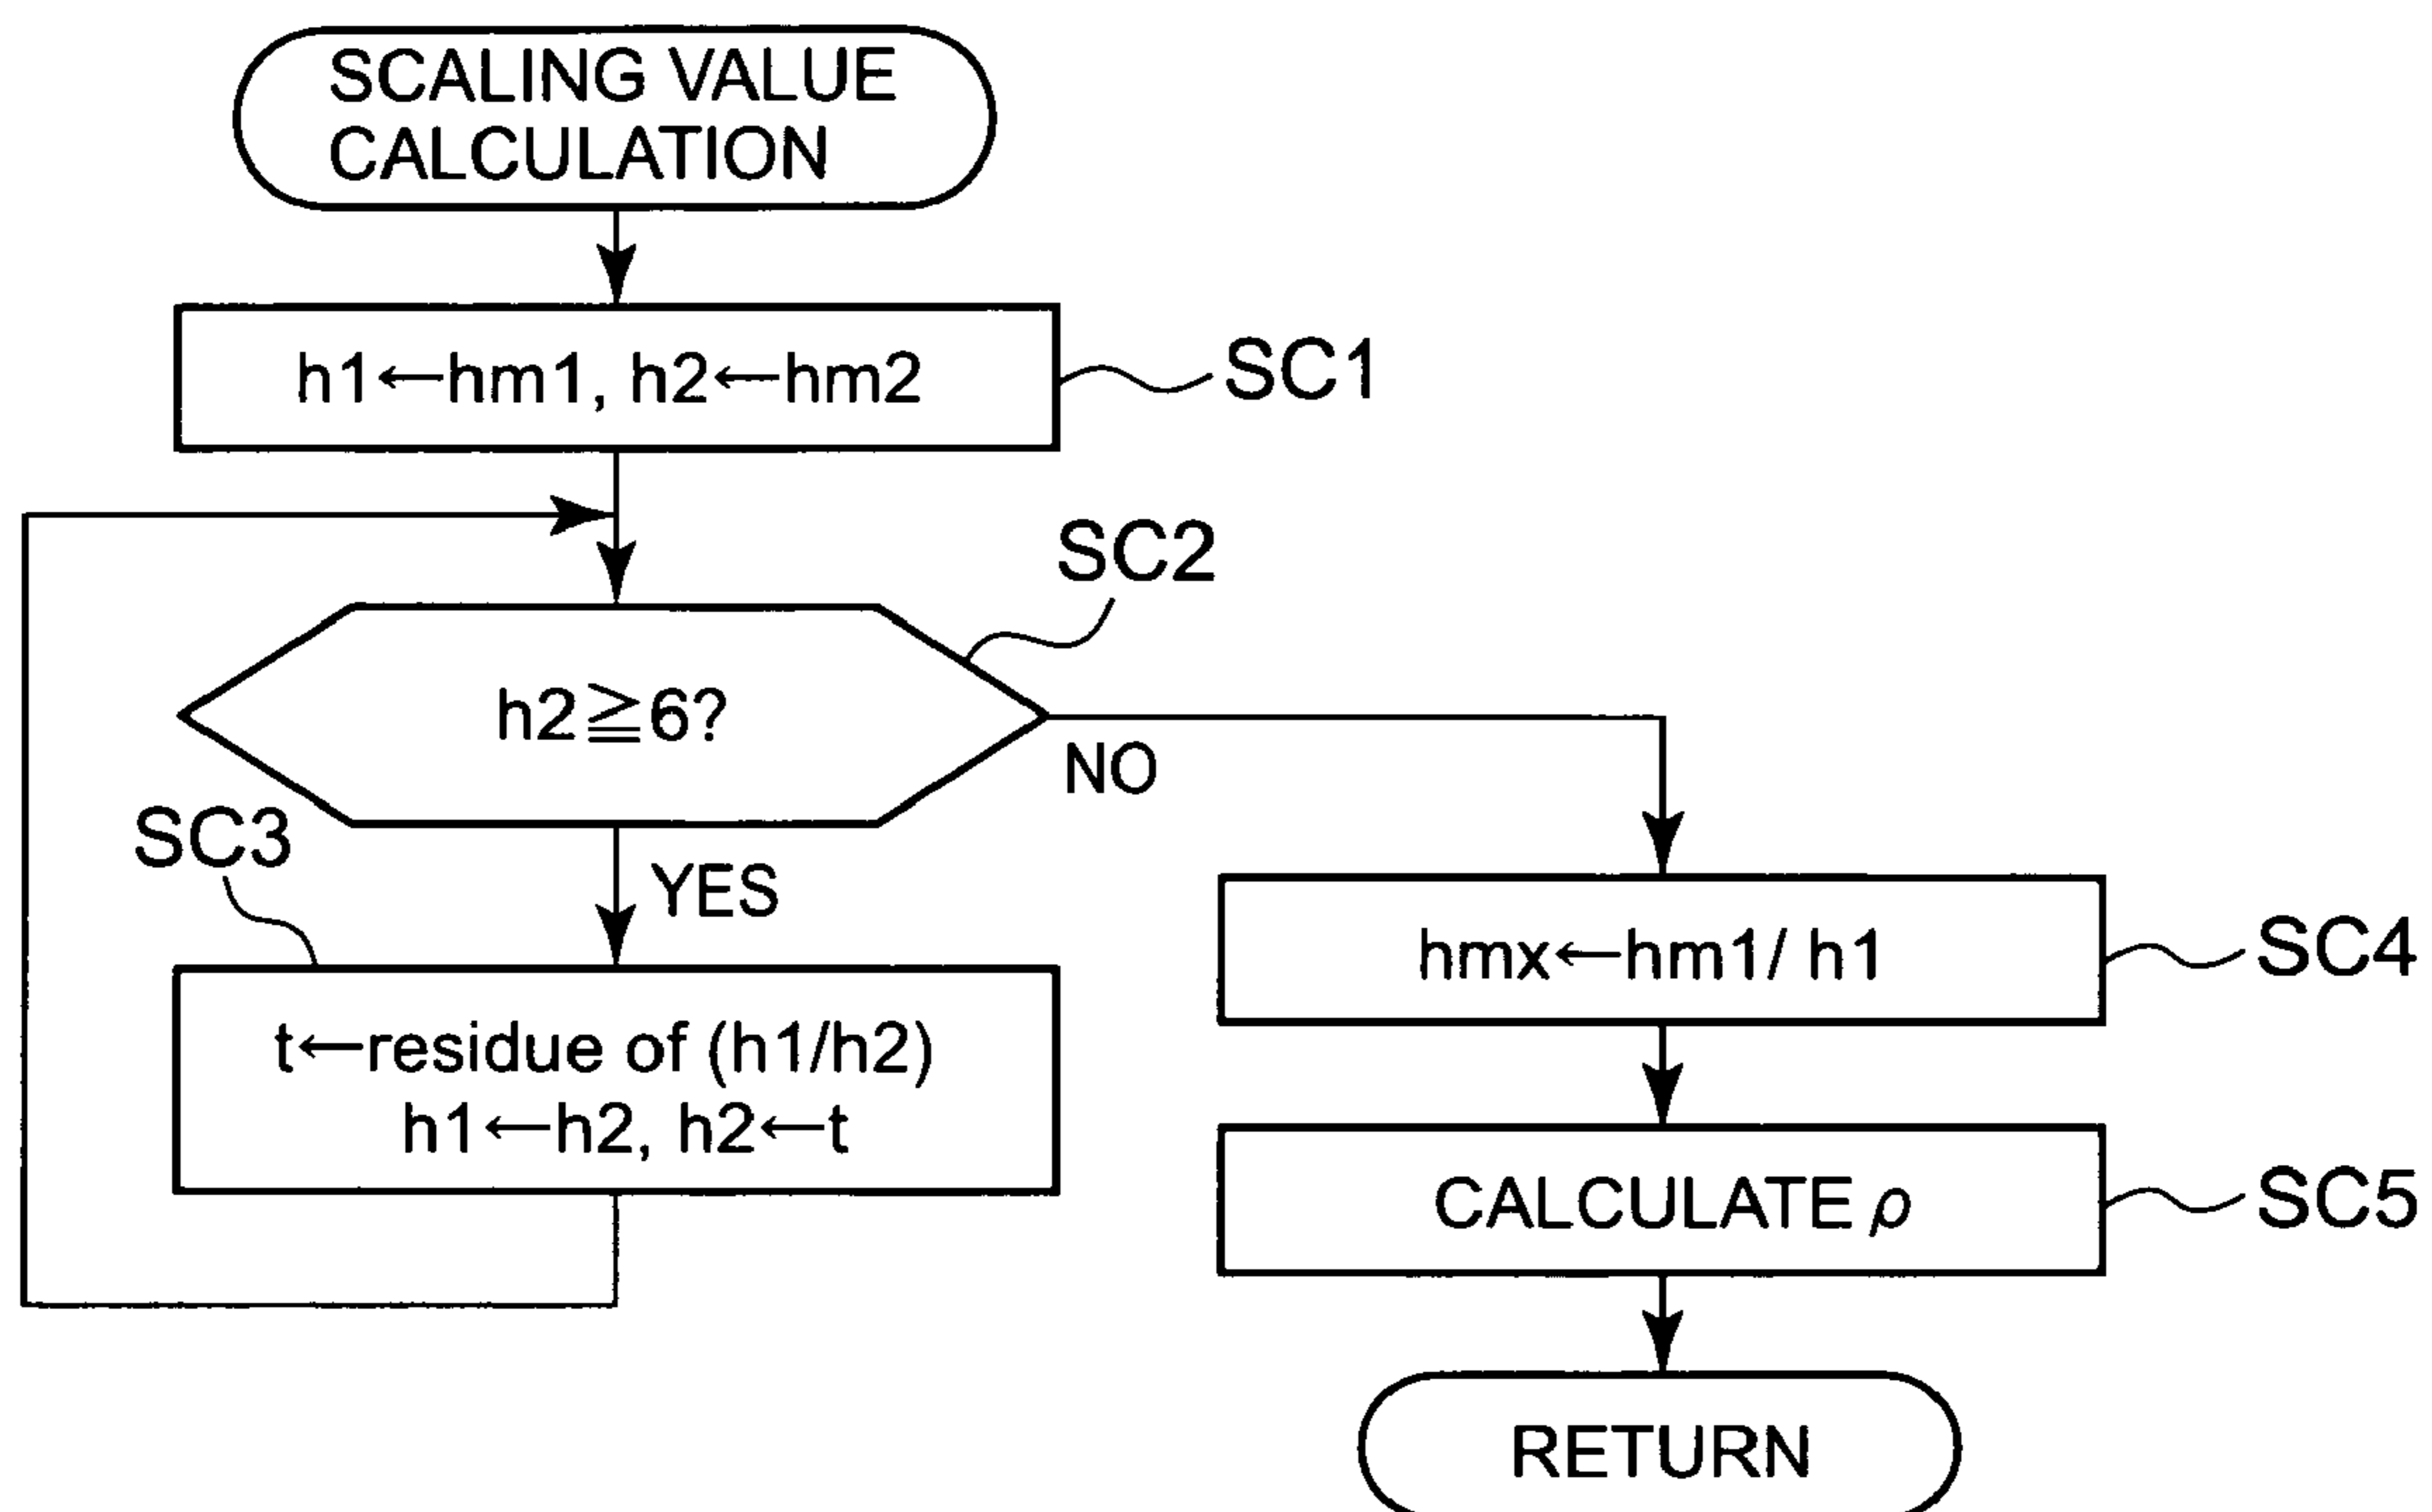 SCALING VALUE
CALCULATION
h1←hm1, h2←hm2
SC1
SC2
h2≧6?
NO
SC3
YES
t←residue of (h1/h2)
h1←h2, h2←t
hmx←hm1/ h1
SC4
CALCULATE ρ
SC5
RETURN